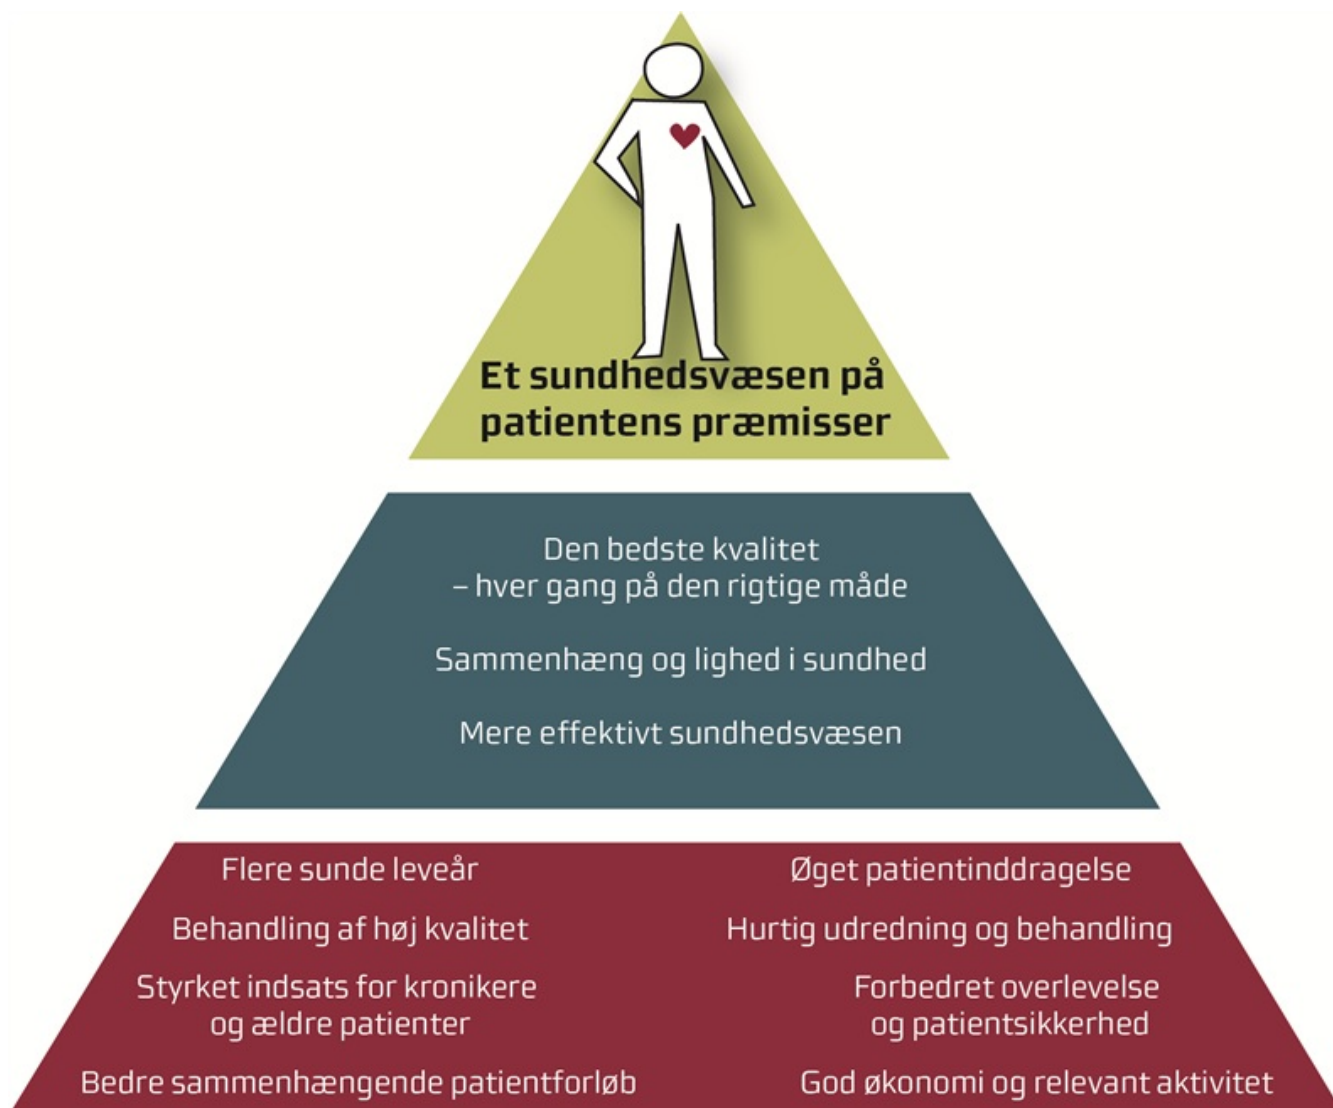 Et sundhedsvæsen på
patientens præmisser
Den bedste kvalitet
– hver gang på den rigtige måde
Sammenhæng og lighed i sundhed
Mere effektivt sundhedsvæsen
Flere sunde leveår
Behandling af høj kvalitet
Styrket indsats for kronikere
og ældre patienter
Bedre sammenhængende patientforløb
Øget patientinddragelse
Hurtig udredning og behandling
Forbedret overlevelse
og patientsikkerhed
God økonomi og relevant aktivitet